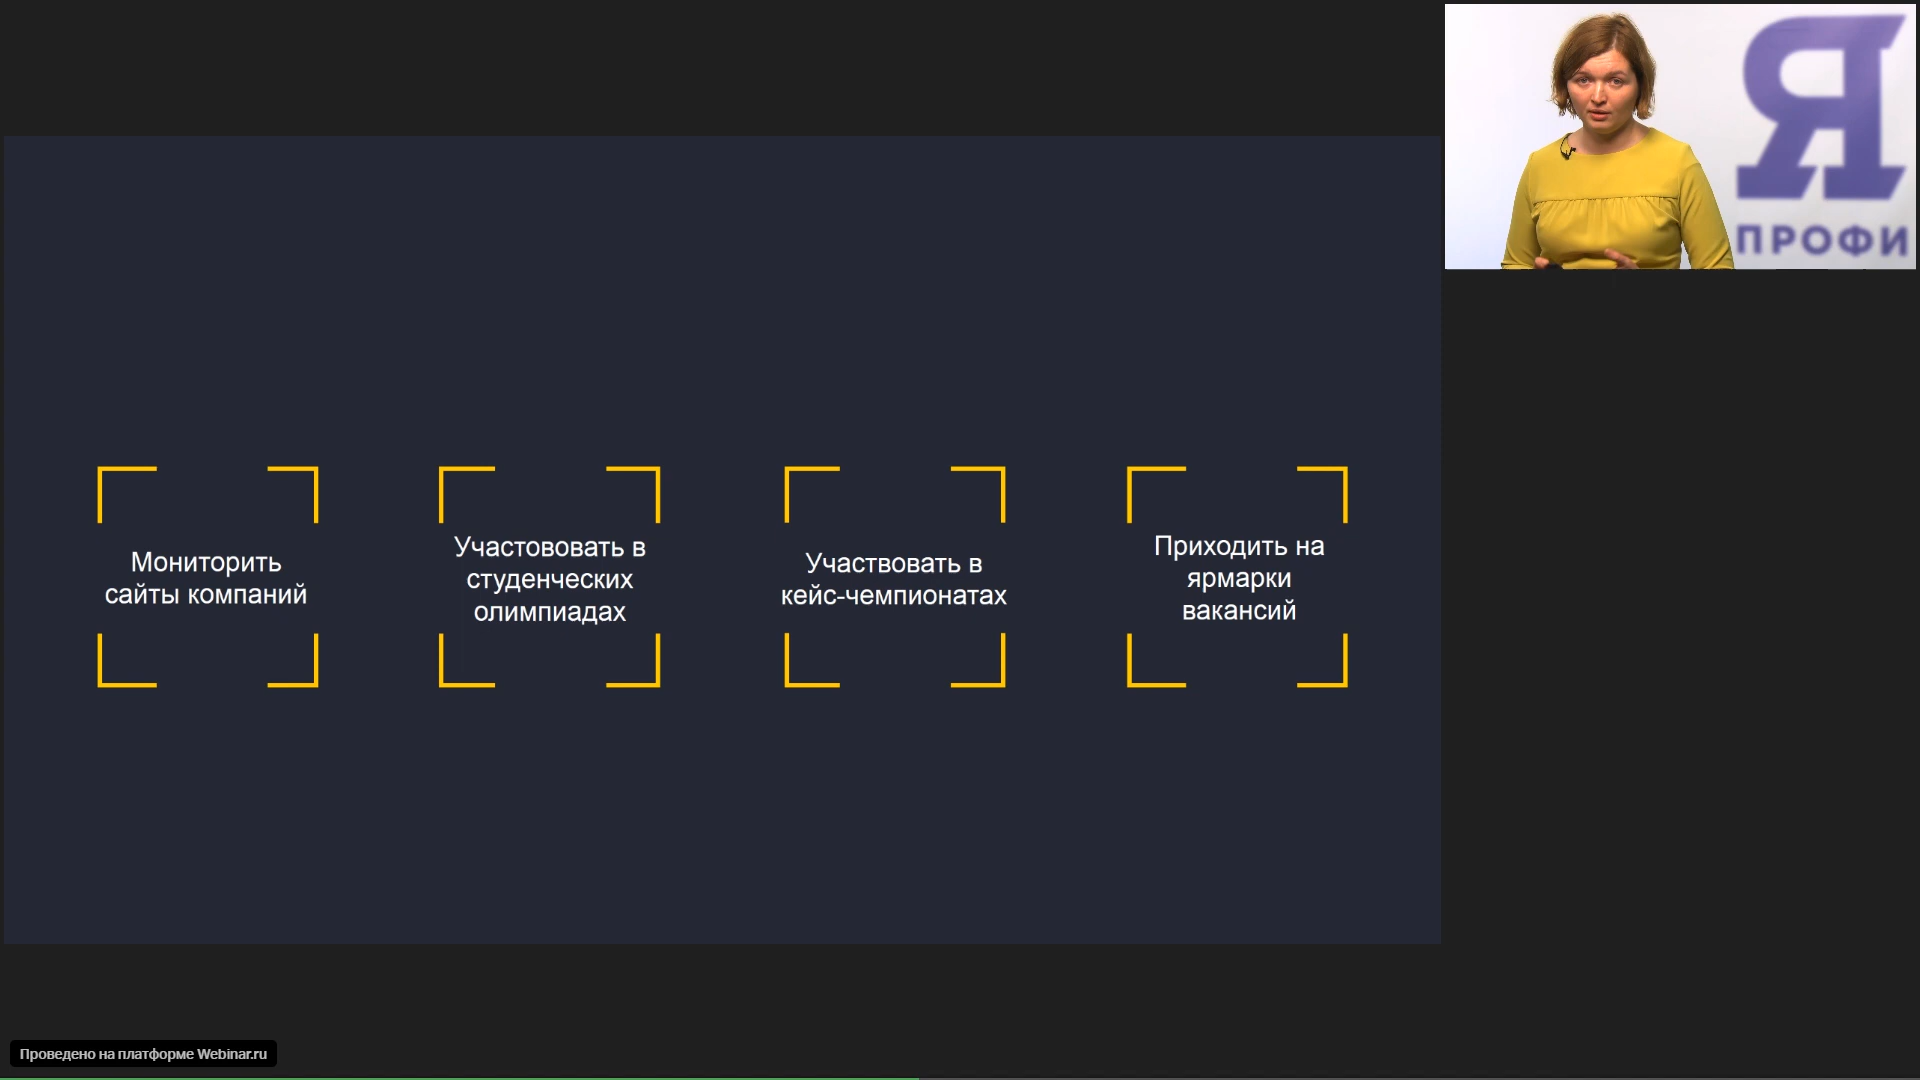 Я
ПРОФИ
Мониторить
сайты компаний
Участововать в
студенческих
олимпиадах
Участвовать в
кейс-чемпионатах
Приходить на
ярмарки
вакансий
Проведено на платформе Webinar.ru